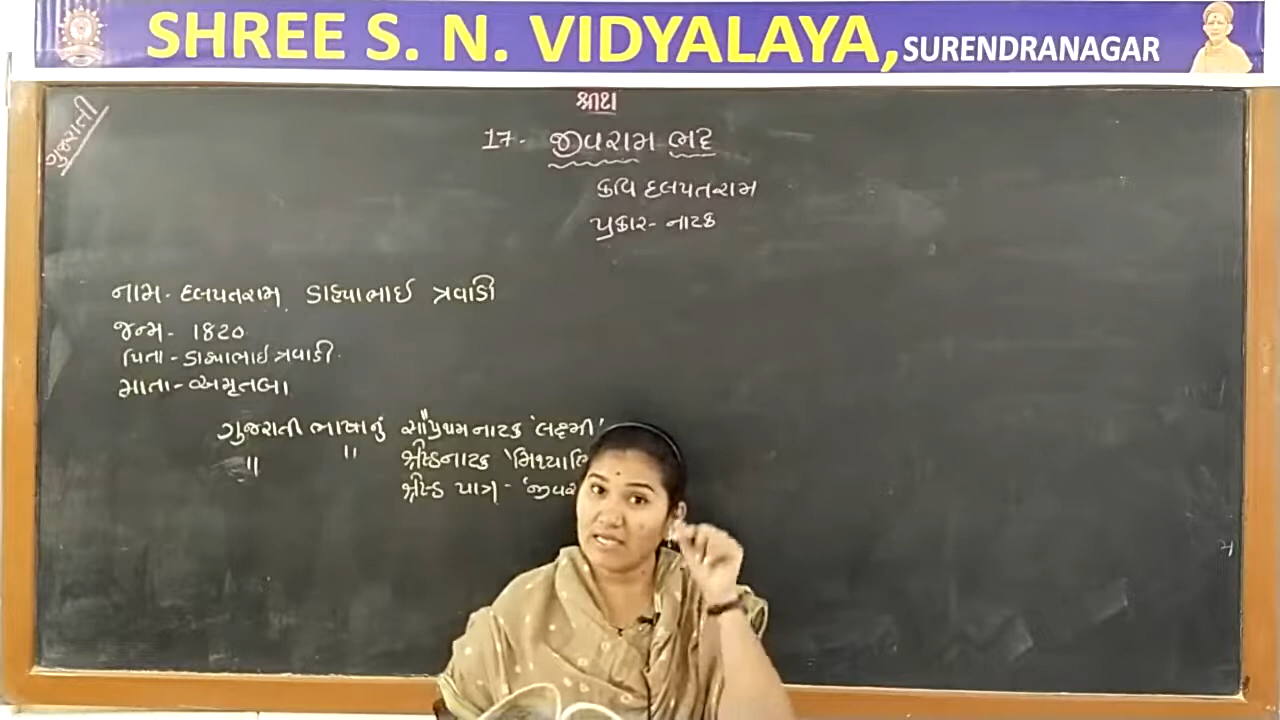 SHREE S. N. VIDYALAYA, SURENDRANAGAR
ગુજરાતી
શ્રીઃ
17. જીવરામ ભટ્ટ
કવિ દલપતરામ
પ્રકાર- નાટક
નામ- દલપતરામ ડાહ્યાભાઈ ત્રવાડી
જન્મ- 1820
પિતા - ડાહ્યાભાઈ ત્રવાડી.
માતા- અમૃતબા
ગુજરાતી ભાષાનું સૌપ્રથમ નાટક 'લક્ષ્મી'
" " શ્રેષ્ઠ નાટક
શ્રેષ્ઠ પાત્ર -